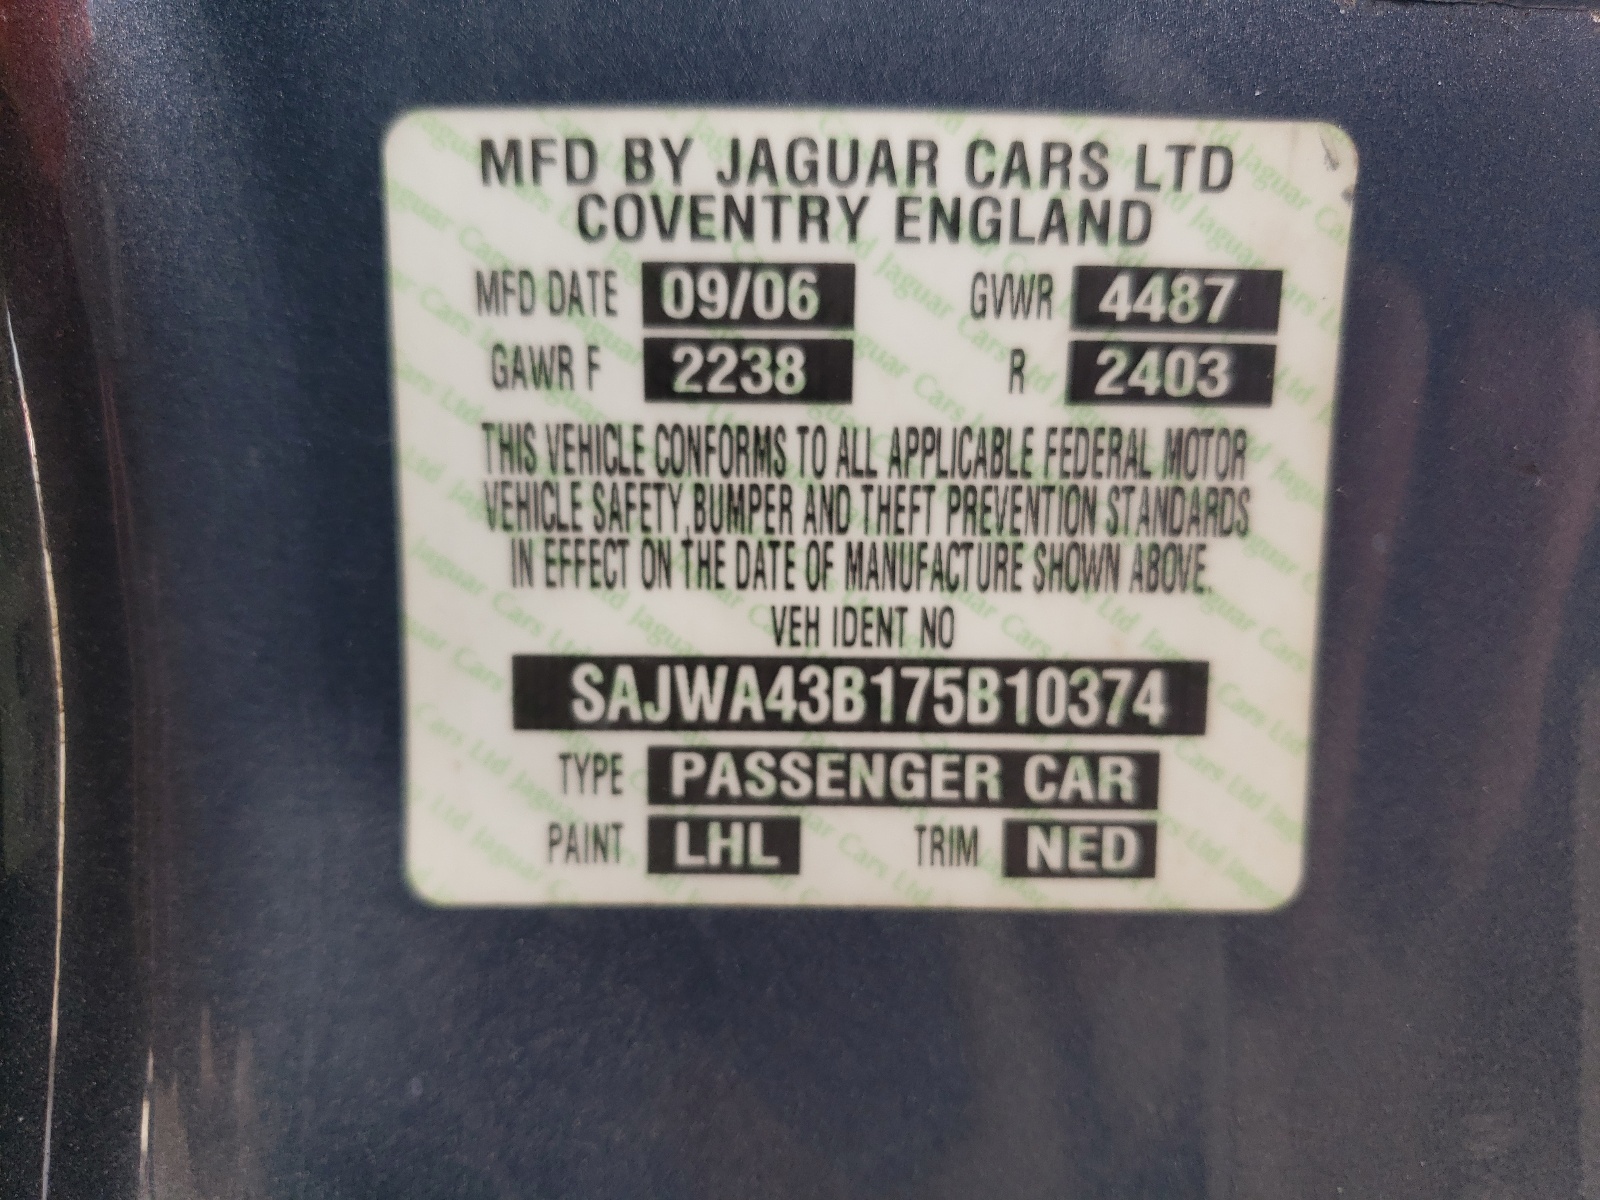 MFD BY JAGUAR CARS LTD
COVENTRY ENGLAND
MFD DATE 09/06 GVWR 4487
GAWR F 2238 R 2403
THIS VEHICLE CONFORMS TO ALL APPLICABLE FEDERAL MOTOR
VEHICLE SAFETY,BUMPER AND THEFT PREVENTION STANDARDS
IN EFFECT ON THE DATE OF MANUFACTURE SHOWN ABOVE.
VEH IDENT NO
SAJWA43B175B10374
TYPE PASSENGER CAR
PAINT LHL TRIM NED